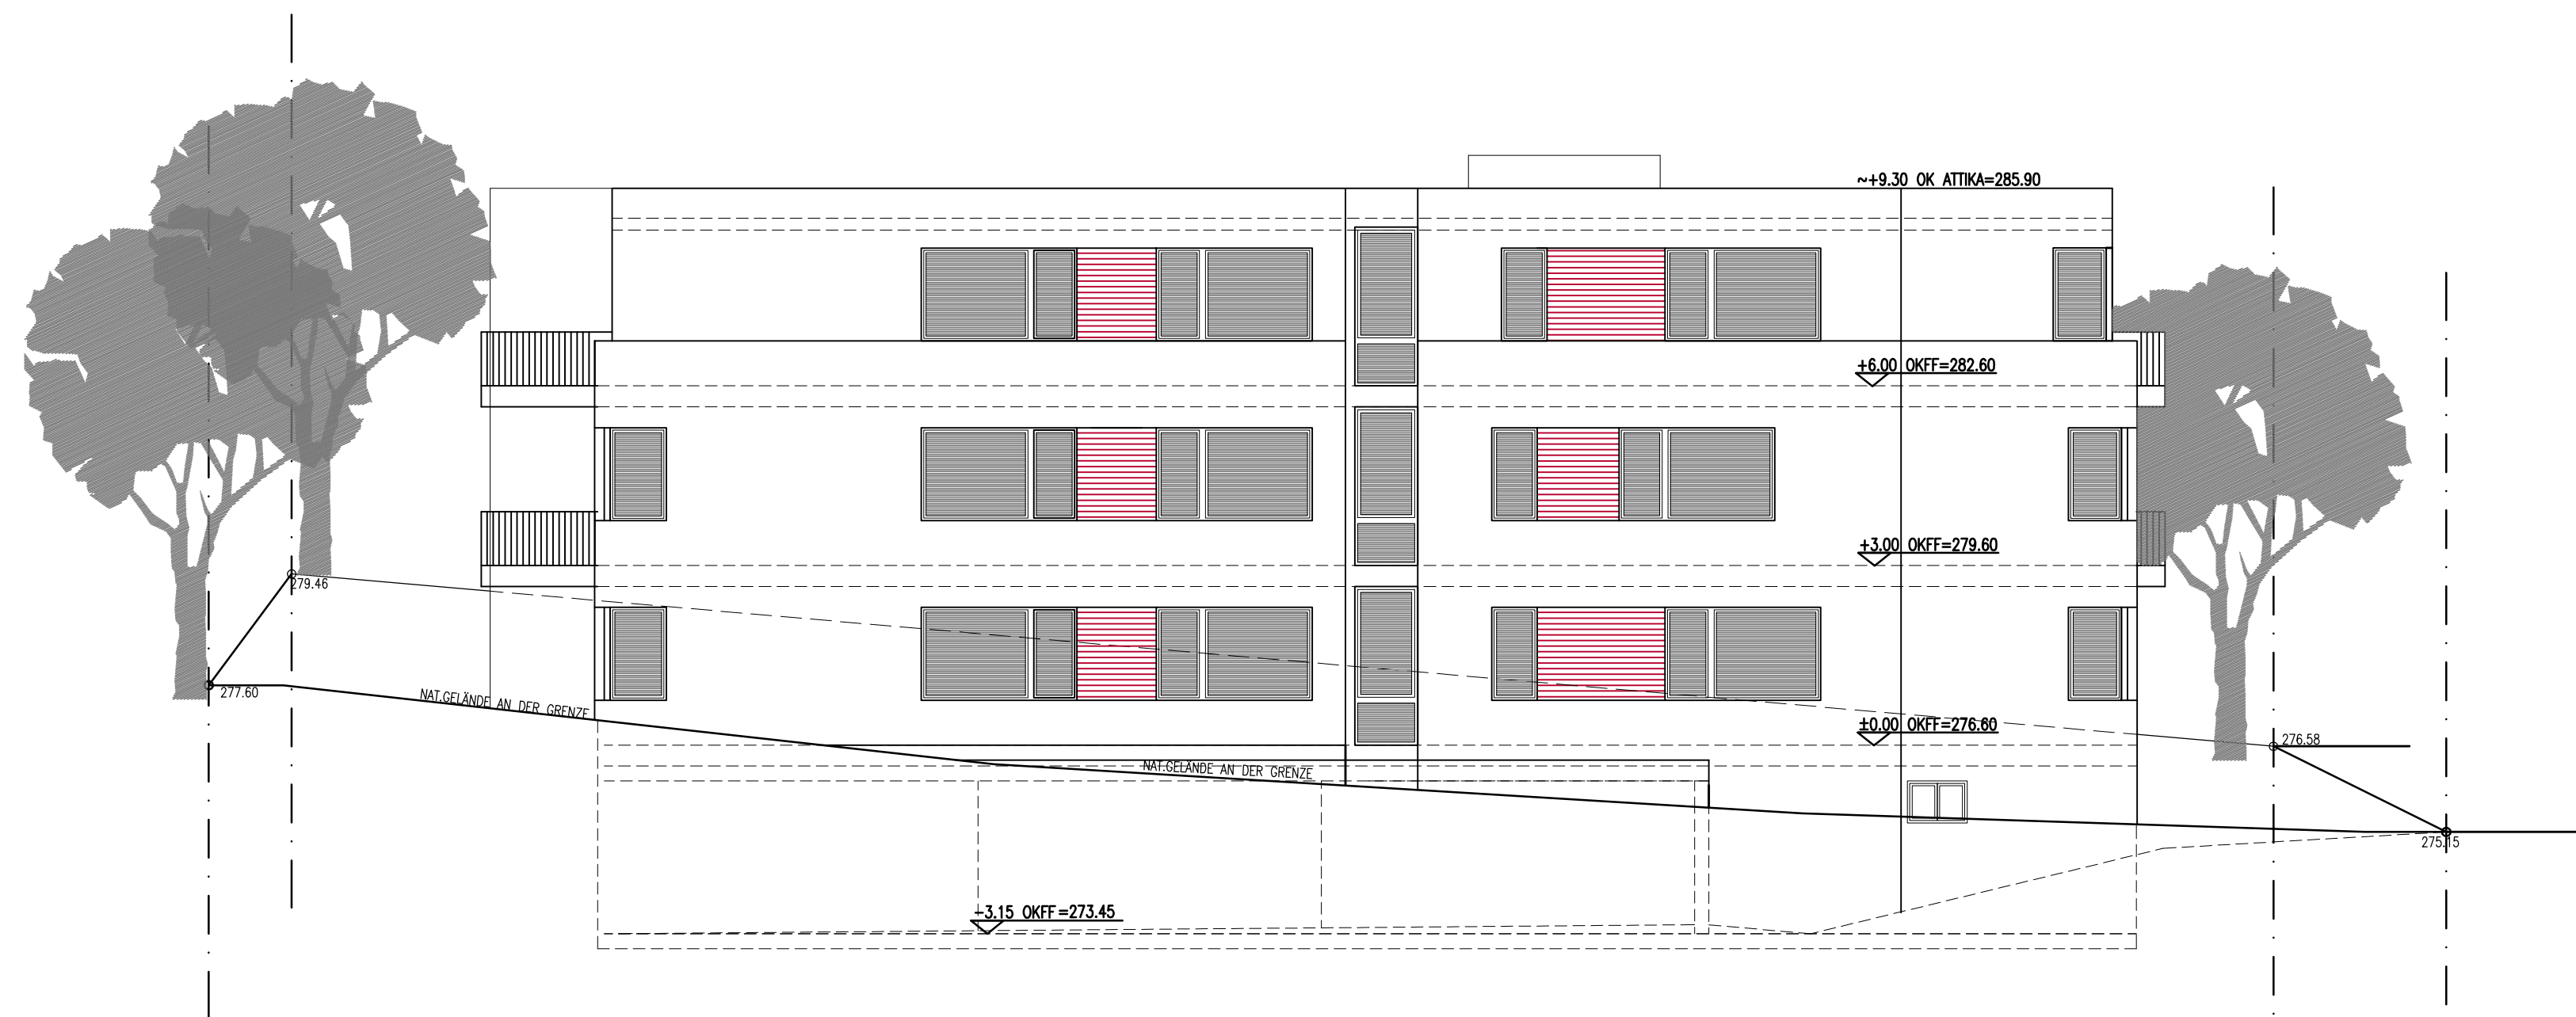 ~+9.30 OK ATTIKA=285.90
+6.00 OKFF=282.60
+3.00 OKFF=279.60
279.46
277.60
NAT.GELÄNDE AN DER GRENZE
±0.00 OKFF=276.60
276.58
NAT.GELÄNDE AN DER GRENZE
275.15
-3.15 OKFF=273.45